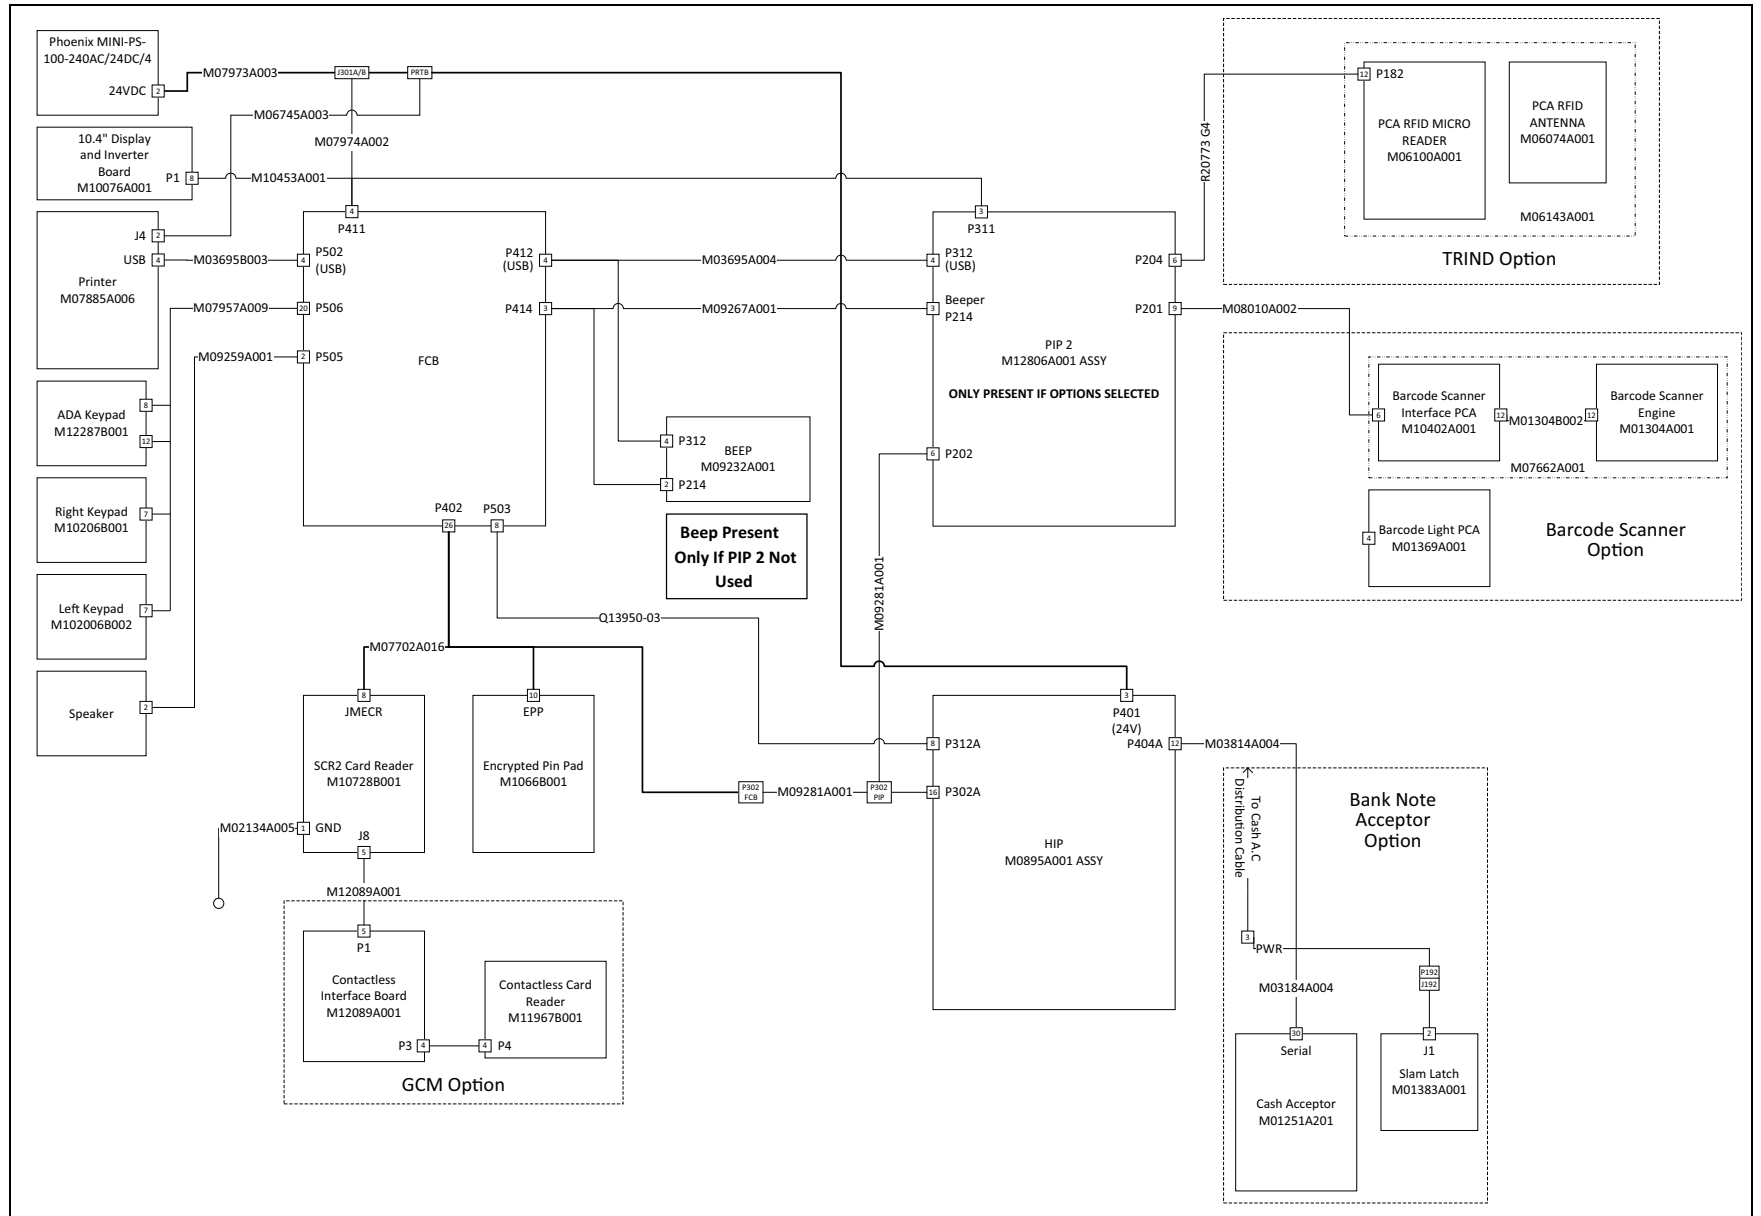 Phoenix MINI-PS-
100-240AC/24DC/4
24VDC
2
M07973A003
J301A/B
PRTB
M06745A003
M07974A002
10.4" Display
and Inverter
Board
M10076A001
P1
8
M10453A001
J4
2
USB
4
Printer
M07885A006
M03695B003
M07957A009
M09259A001
ADA Keypad
M12287B001
8
12
Right Keypad
M10206B001
7
Left Keypad
M102006B002
7
Speaker
2
4
P411
4
P502
(USB)
20
P506
2
P505
FCB
P412
(USB)
4
P414
3
P402
26
P503
8
M03695A004
M09267A001
4
P312
2
P214
BEEP
M09232A001
Beep Present
Only If PIP 2 Not
Used
3
P311
4
P312
(USB)
3
Beeper
P214
PIP 2
M12806A001 ASSY
ONLY PRESENT IF OPTIONS SELECTED
6
P202
P204
6
P201
9
R20773 G4
M08010A002
12
P182
PCA RFID MICRO
READER
M06100A001
PCA RFID
ANTENNA
M06074A001
M06143A001
TRIND Option
6
Barcode Scanner
Interface PCA
M10402A001
12
M01304B002
12
Barcode Scanner
Engine
M01304A001
M07662A001
4
Barcode Light PCA
M01369A001
Barcode Scanner
Option
M09281A001
Q13950-03
M07702A016
8
JMECR
SCR2 Card Reader
M10728B001
M02134A005
1
GND
J8
5
M12089A001
10
EPP
Encrypted Pin Pad
M1066B001
P302
FCB
M09281A001
P302
PIP
3
P401
(24V)
8
P312A
16
P302A
P404A
12
M03814A004
HIP
M0895A001 ASSY
5
P1
Contactless
Interface Board
M12089A001
P3
4
4
P4
Contactless Card
Reader
M11967B001
GCM Option
To Cash A.C
Distribution Cable
Bank Note
Acceptor
Option
3
PWR
P192
J192
M03184A004
30
Serial
Cash Acceptor
M01251A201
2
J1
Slam Latch
M01383A001